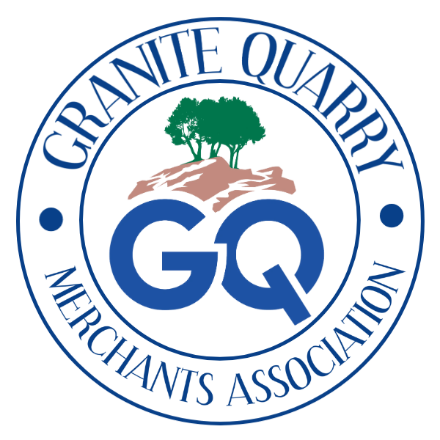 GRANITE QUARRY
GQ
MERCHANTS ASSOCIATION